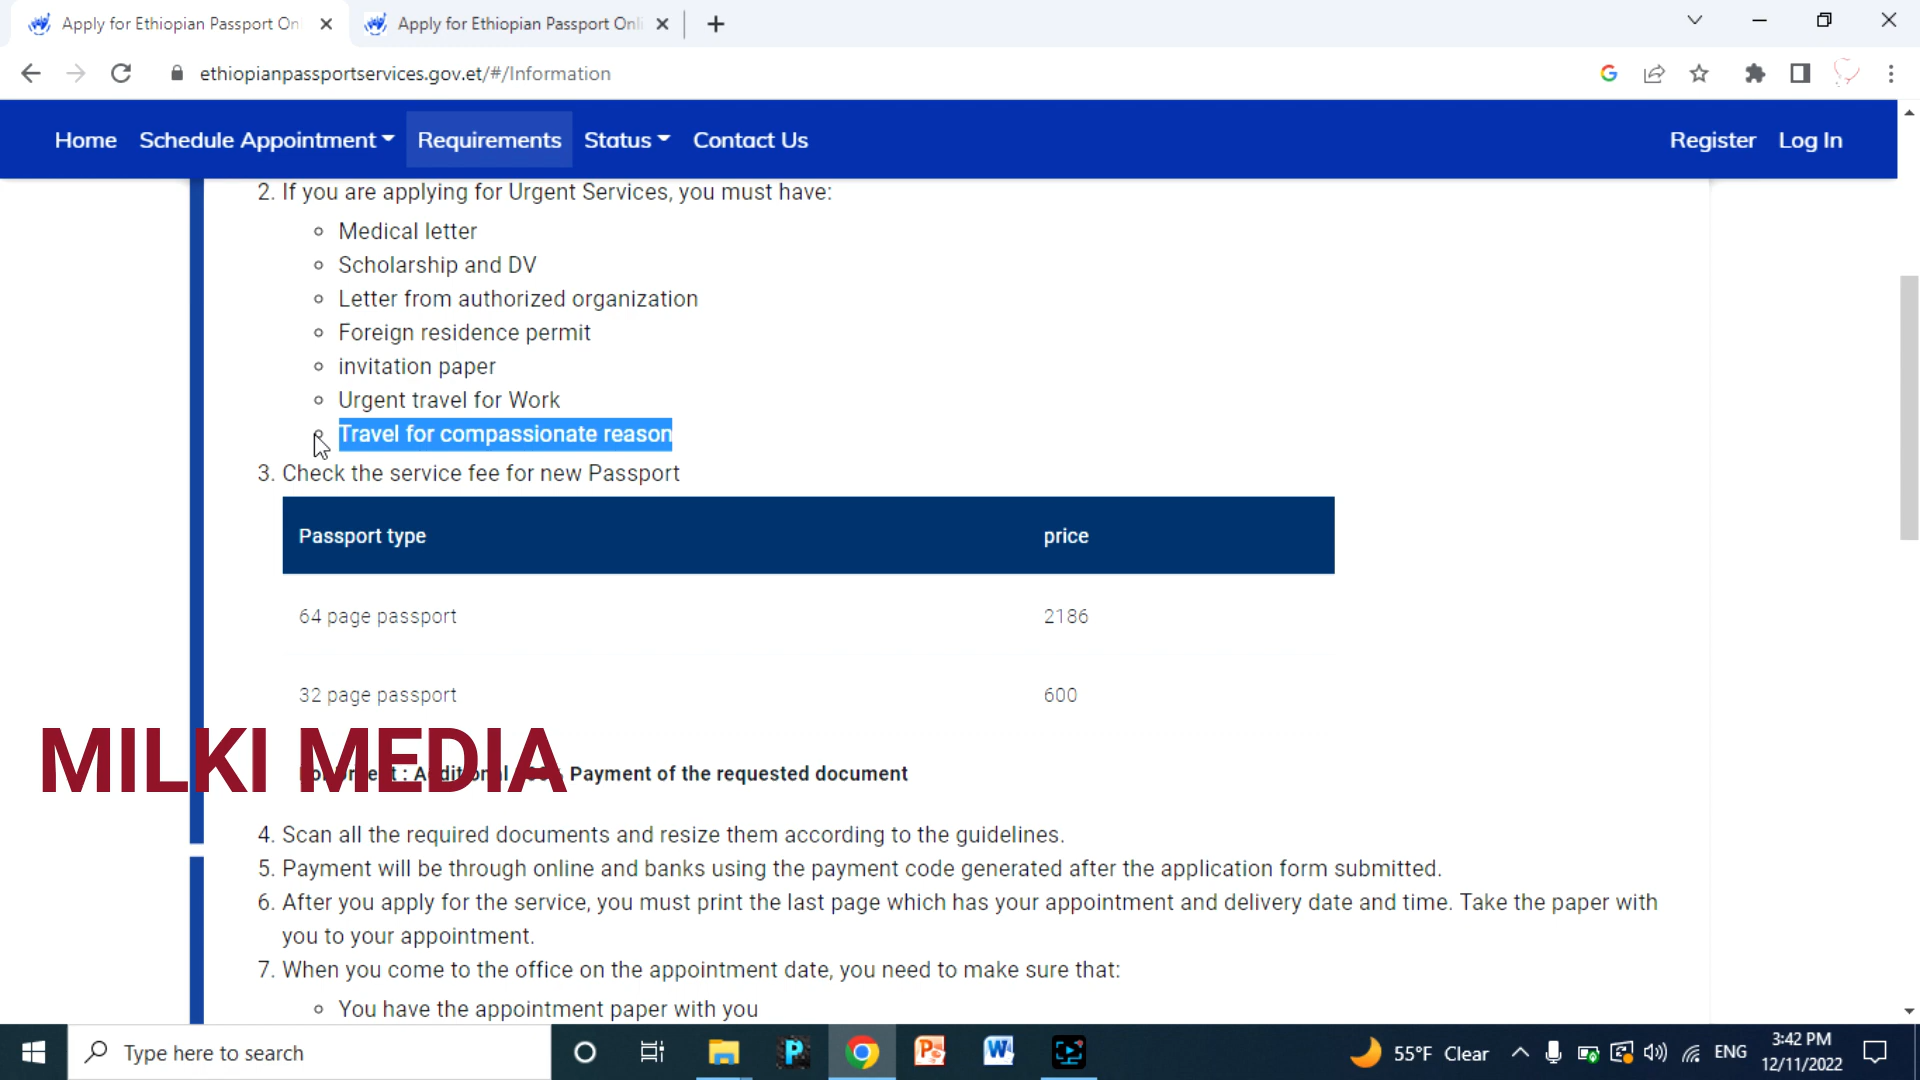 Apply for Ethiopian Passport On
Apply for Ethiopian Passport Onli
ethiopianpassportservices.gov.et/#/Information
Home Schedule Appointment Requirements Status Contact Us Register Log In
2. If you are applying for Urgent Services, you must have:
Medical letter
Scholarship and DV
Letter from authorized organization
Foreign residence permit
invitation paper
Urgent travel for Work
Travel for compassionate reason
3. Check the service fee for new Passport
Passport type price
64 page passport 2186
32 page passport 600
MILKI MEDIA
Payment of the requested document
4. Scan all the required documents and resize them according to the guidelines.
5. Payment will be through online and banks using the payment code generated after the application form submitted.
6. After you apply for the service, you must print the last page which has your appointment and delivery date and time. Take the paper with
you to your appointment.
7. When you come to the office on the appointment date, you need to make sure that:
You have the appointment paper with you
Type here to search
55°F Clear
ENG
3:42 PM
12/11/2022